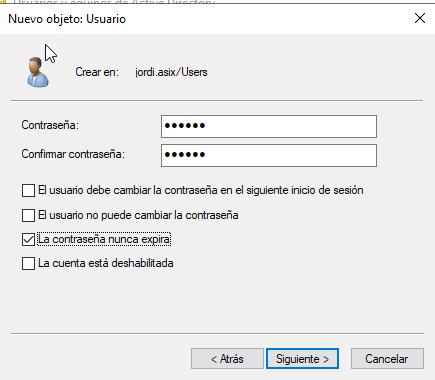 Usuarios y equipos de Active Directory
Nuevo objeto: Usuario
Crear en: jordi.asix/Users
Contraseña: ●●●●●●
Confirmar contraseña: ●●●●●●
El usuario debe cambiar la contraseña en el siguiente inicio de sesión
El usuario no puede cambiar la contraseña
La contraseña nunca expira
La cuenta está deshabilitada
< Atrás Siguiente > Cancelar